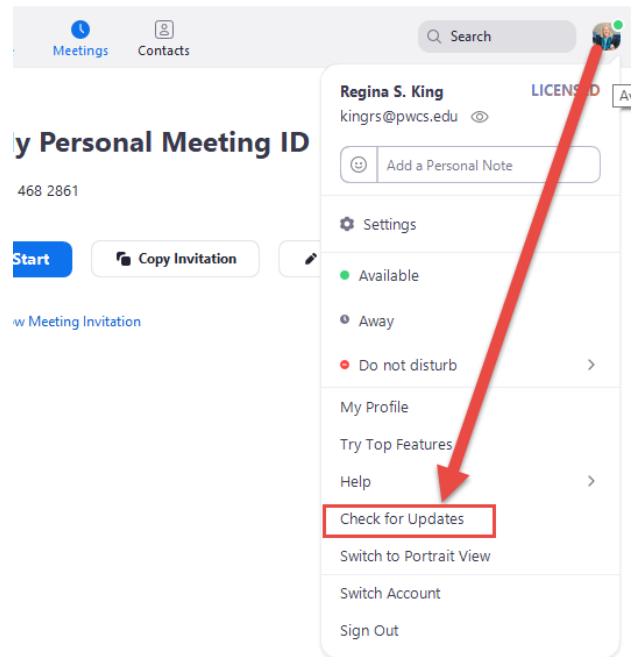 Meetings
Contacts
Search
Regina S. King
LICENSED
Av
kingrs@pwcs.edu
y Personal Meeting ID
Add a Personal Note
468 2861
Settings
Start
Copy Invitation
Available
Away
w Meeting Invitation
Do not disturb
My Profile
Try Top Features
Help
Check for Updates
Switch to Portrait View
Switch Account
Sign Out